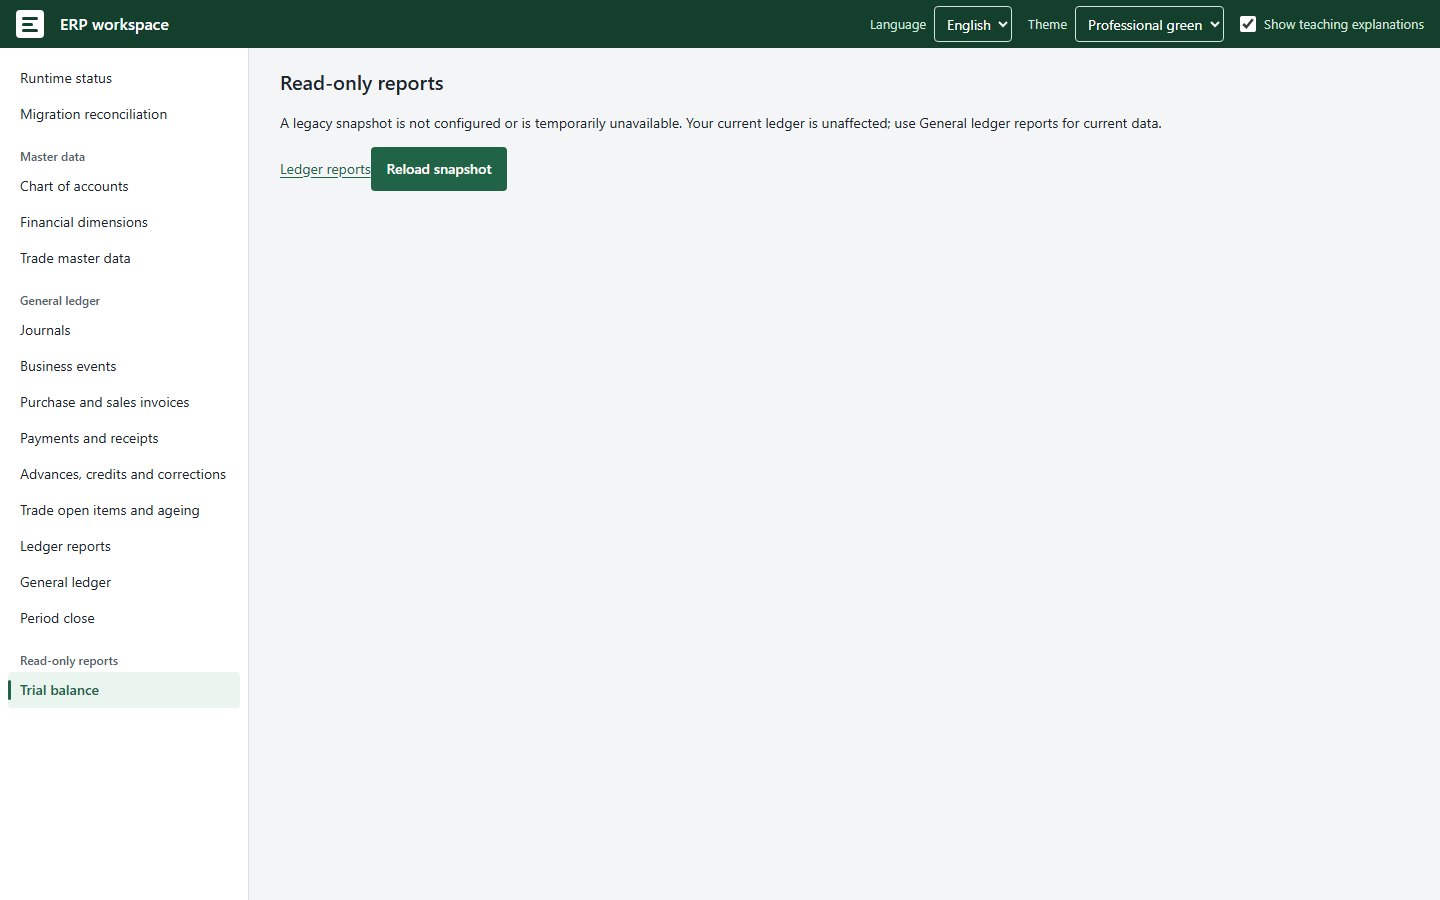 ERP workspace
Language English Theme Professional green Show teaching explanations
Runtime status
Migration reconciliation
Master data
Chart of accounts
Financial dimensions
Trade master data
General ledger
Journals
Business events
Purchase and sales invoices
Payments and receipts
Advances, credits and corrections
Trade open items and ageing
Ledger reports
General ledger
Period close
Read-only reports
Trial balance
Read-only reports
A legacy snapshot is not configured or is temporarily unavailable. Your current ledger is unaffected; use General ledger reports for current data.
Ledger reports Reload snapshot